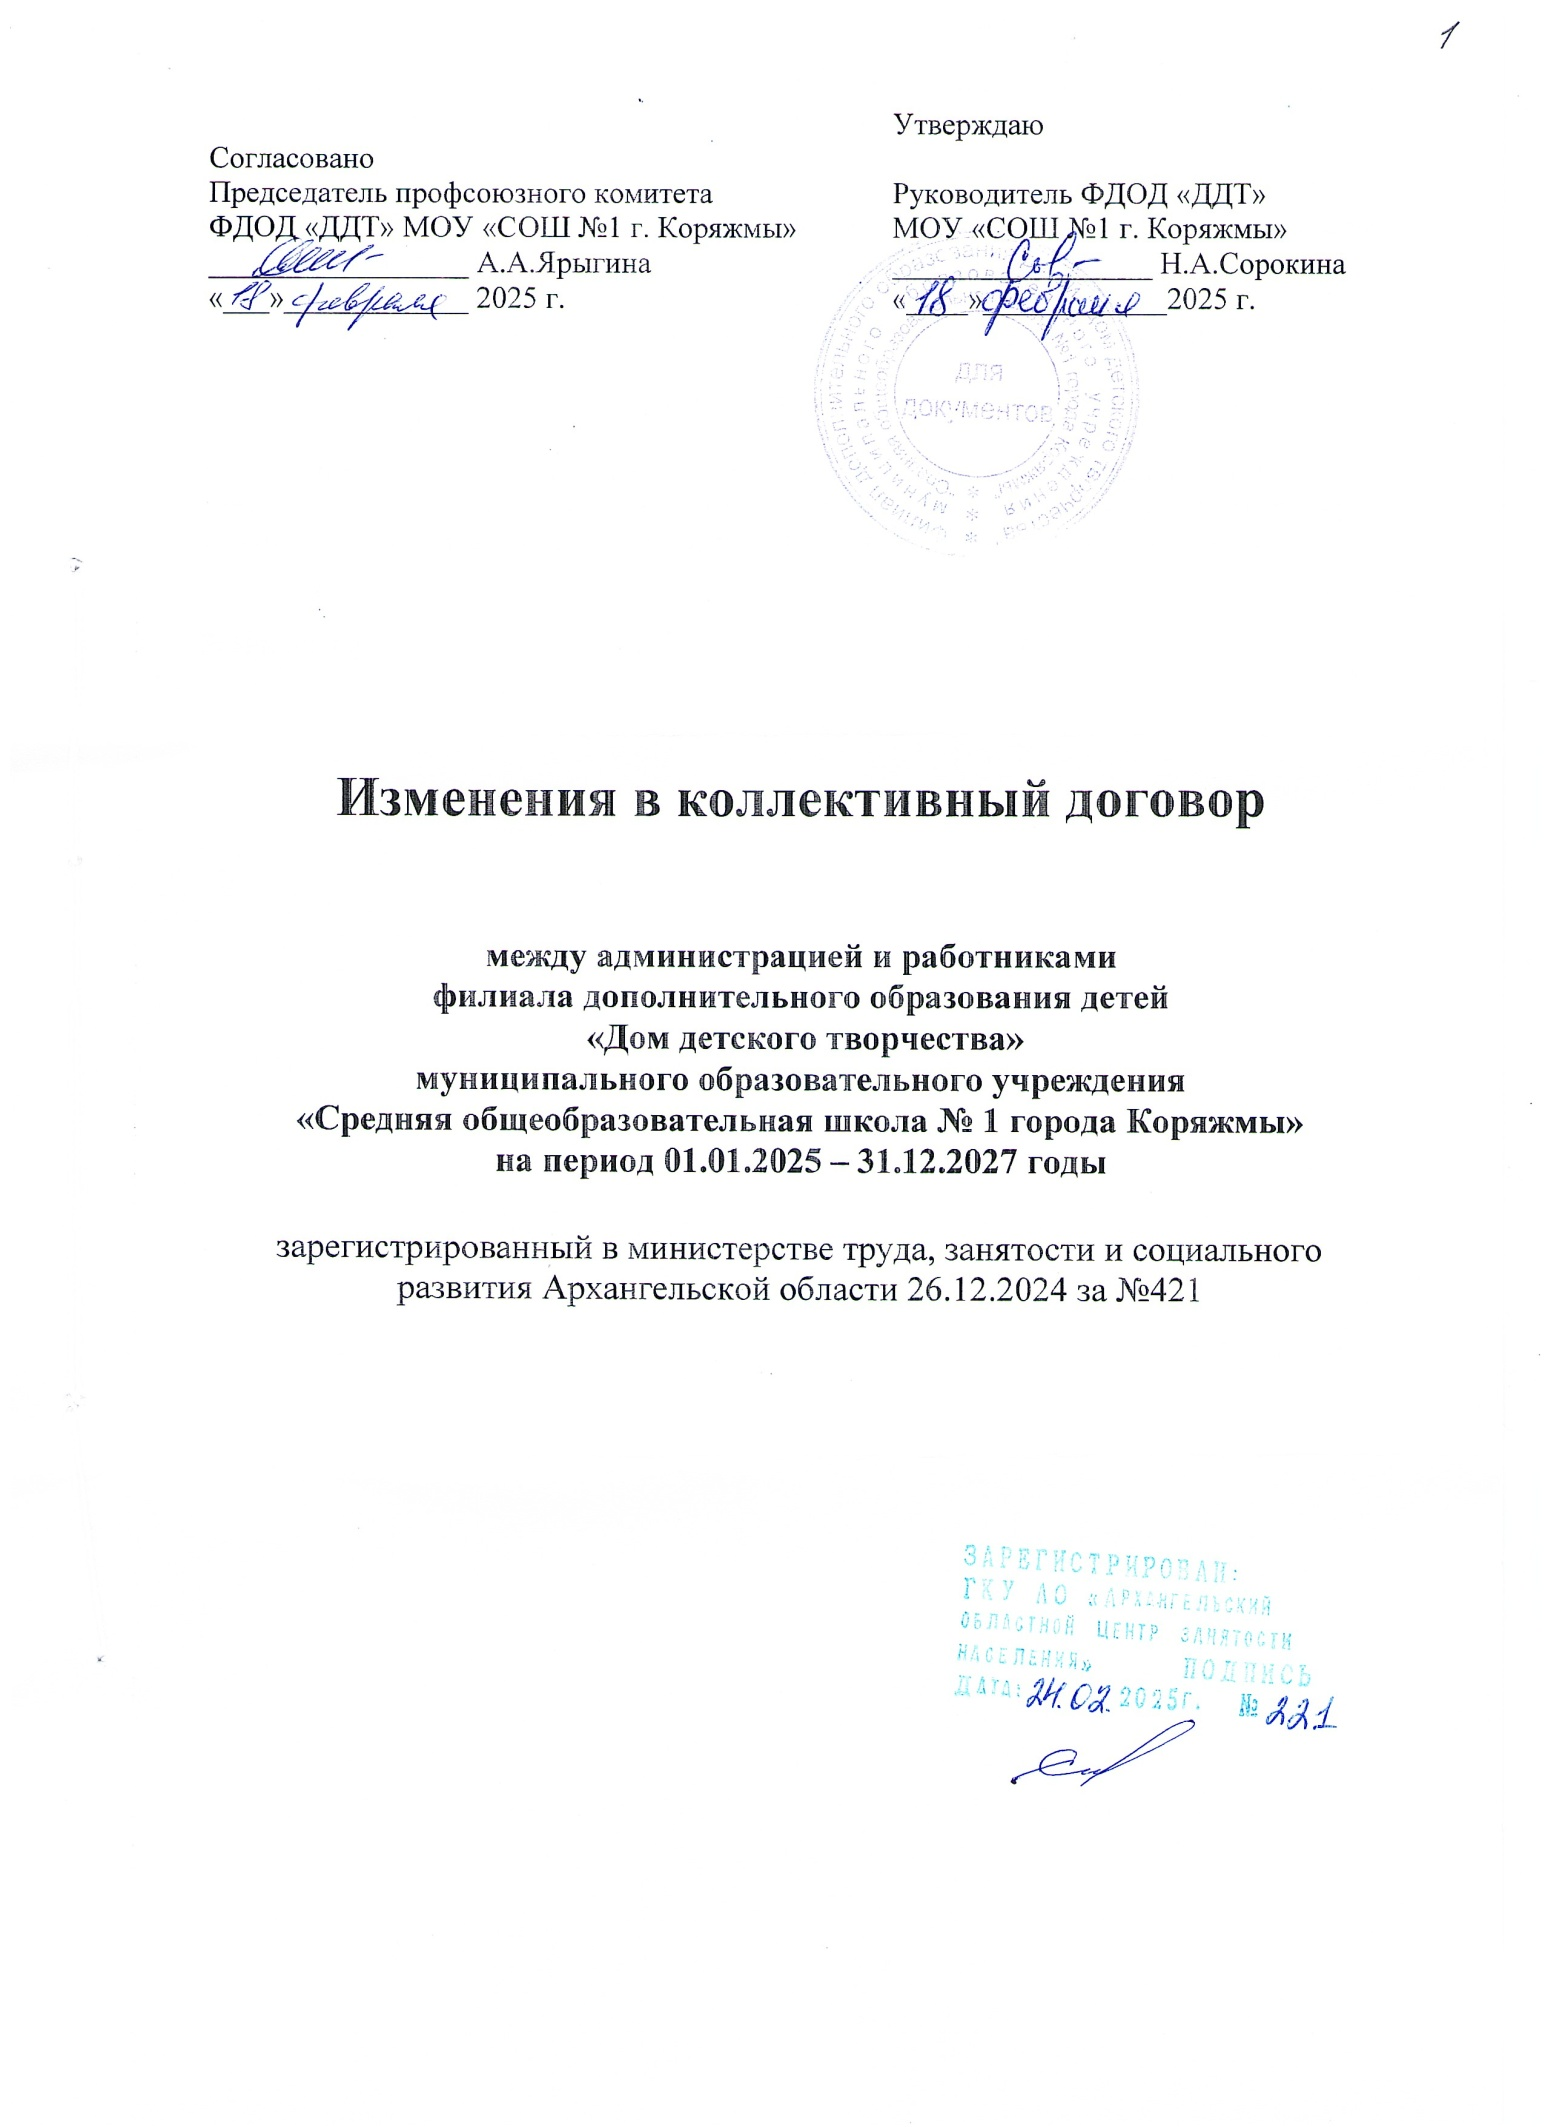 1
Согласовано
Председатель профсоюзного комитета
ФДОД «ДДТ» МОУ «СОШ №1 г. Коряжмы»
А.А.Ярыгина
«18» февраля 2025 г.
Утверждаю
Руководитель ФДОД «ДДТ»
МОУ «СОШ №1 г. Коряжмы»
Н.А.Сорокина
«18» февраля 2025 г.
для
документов
Изменения в коллективный договор
между администрацией и работниками
филиала дополнительного образования детей
«Дом детского творчества»
муниципального образовательного учреждения
«Средняя общеобразовательная школа № 1 города Коряжмы»
на период 01.01.2025 – 31.12.2027 годы
зарегистрированный в министерстве труда, занятости и социального
развития Архангельской области 26.12.2024 за №421
ЗАРЕГИСТРИРОВАН:
ГКУ АО «АРХАНГЕЛЬСКИЙ
ОБЛАСТНОЙ ЦЕНТР ЗАНЯТОСТИ
НАСЕЛЕНИЯ» ПОДПИСЬ
ДАТА: 24.02.2025г. № 221